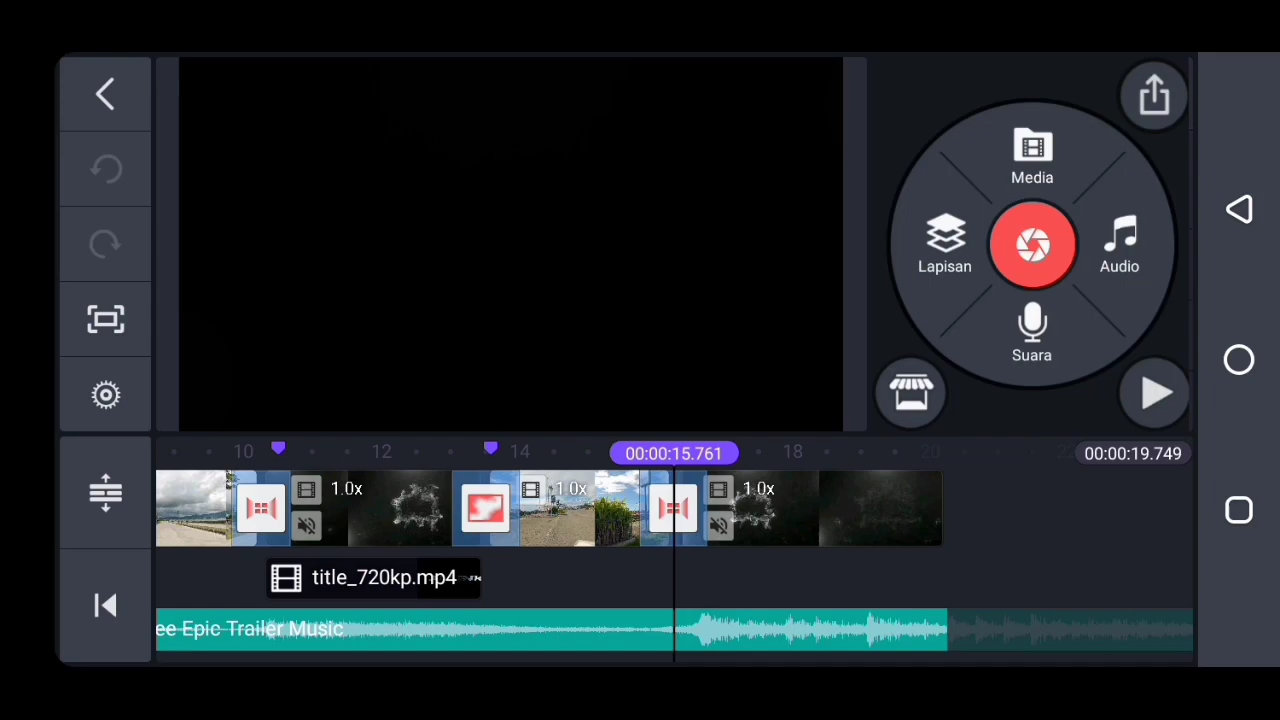 Media
Lapisan
Audio
Suara
10
12
14
00:00:15.761
18
20
00:00:19.749
1.0x
1.0x
1.0x
title_720kp.mp4
ee Epic Trailer Music